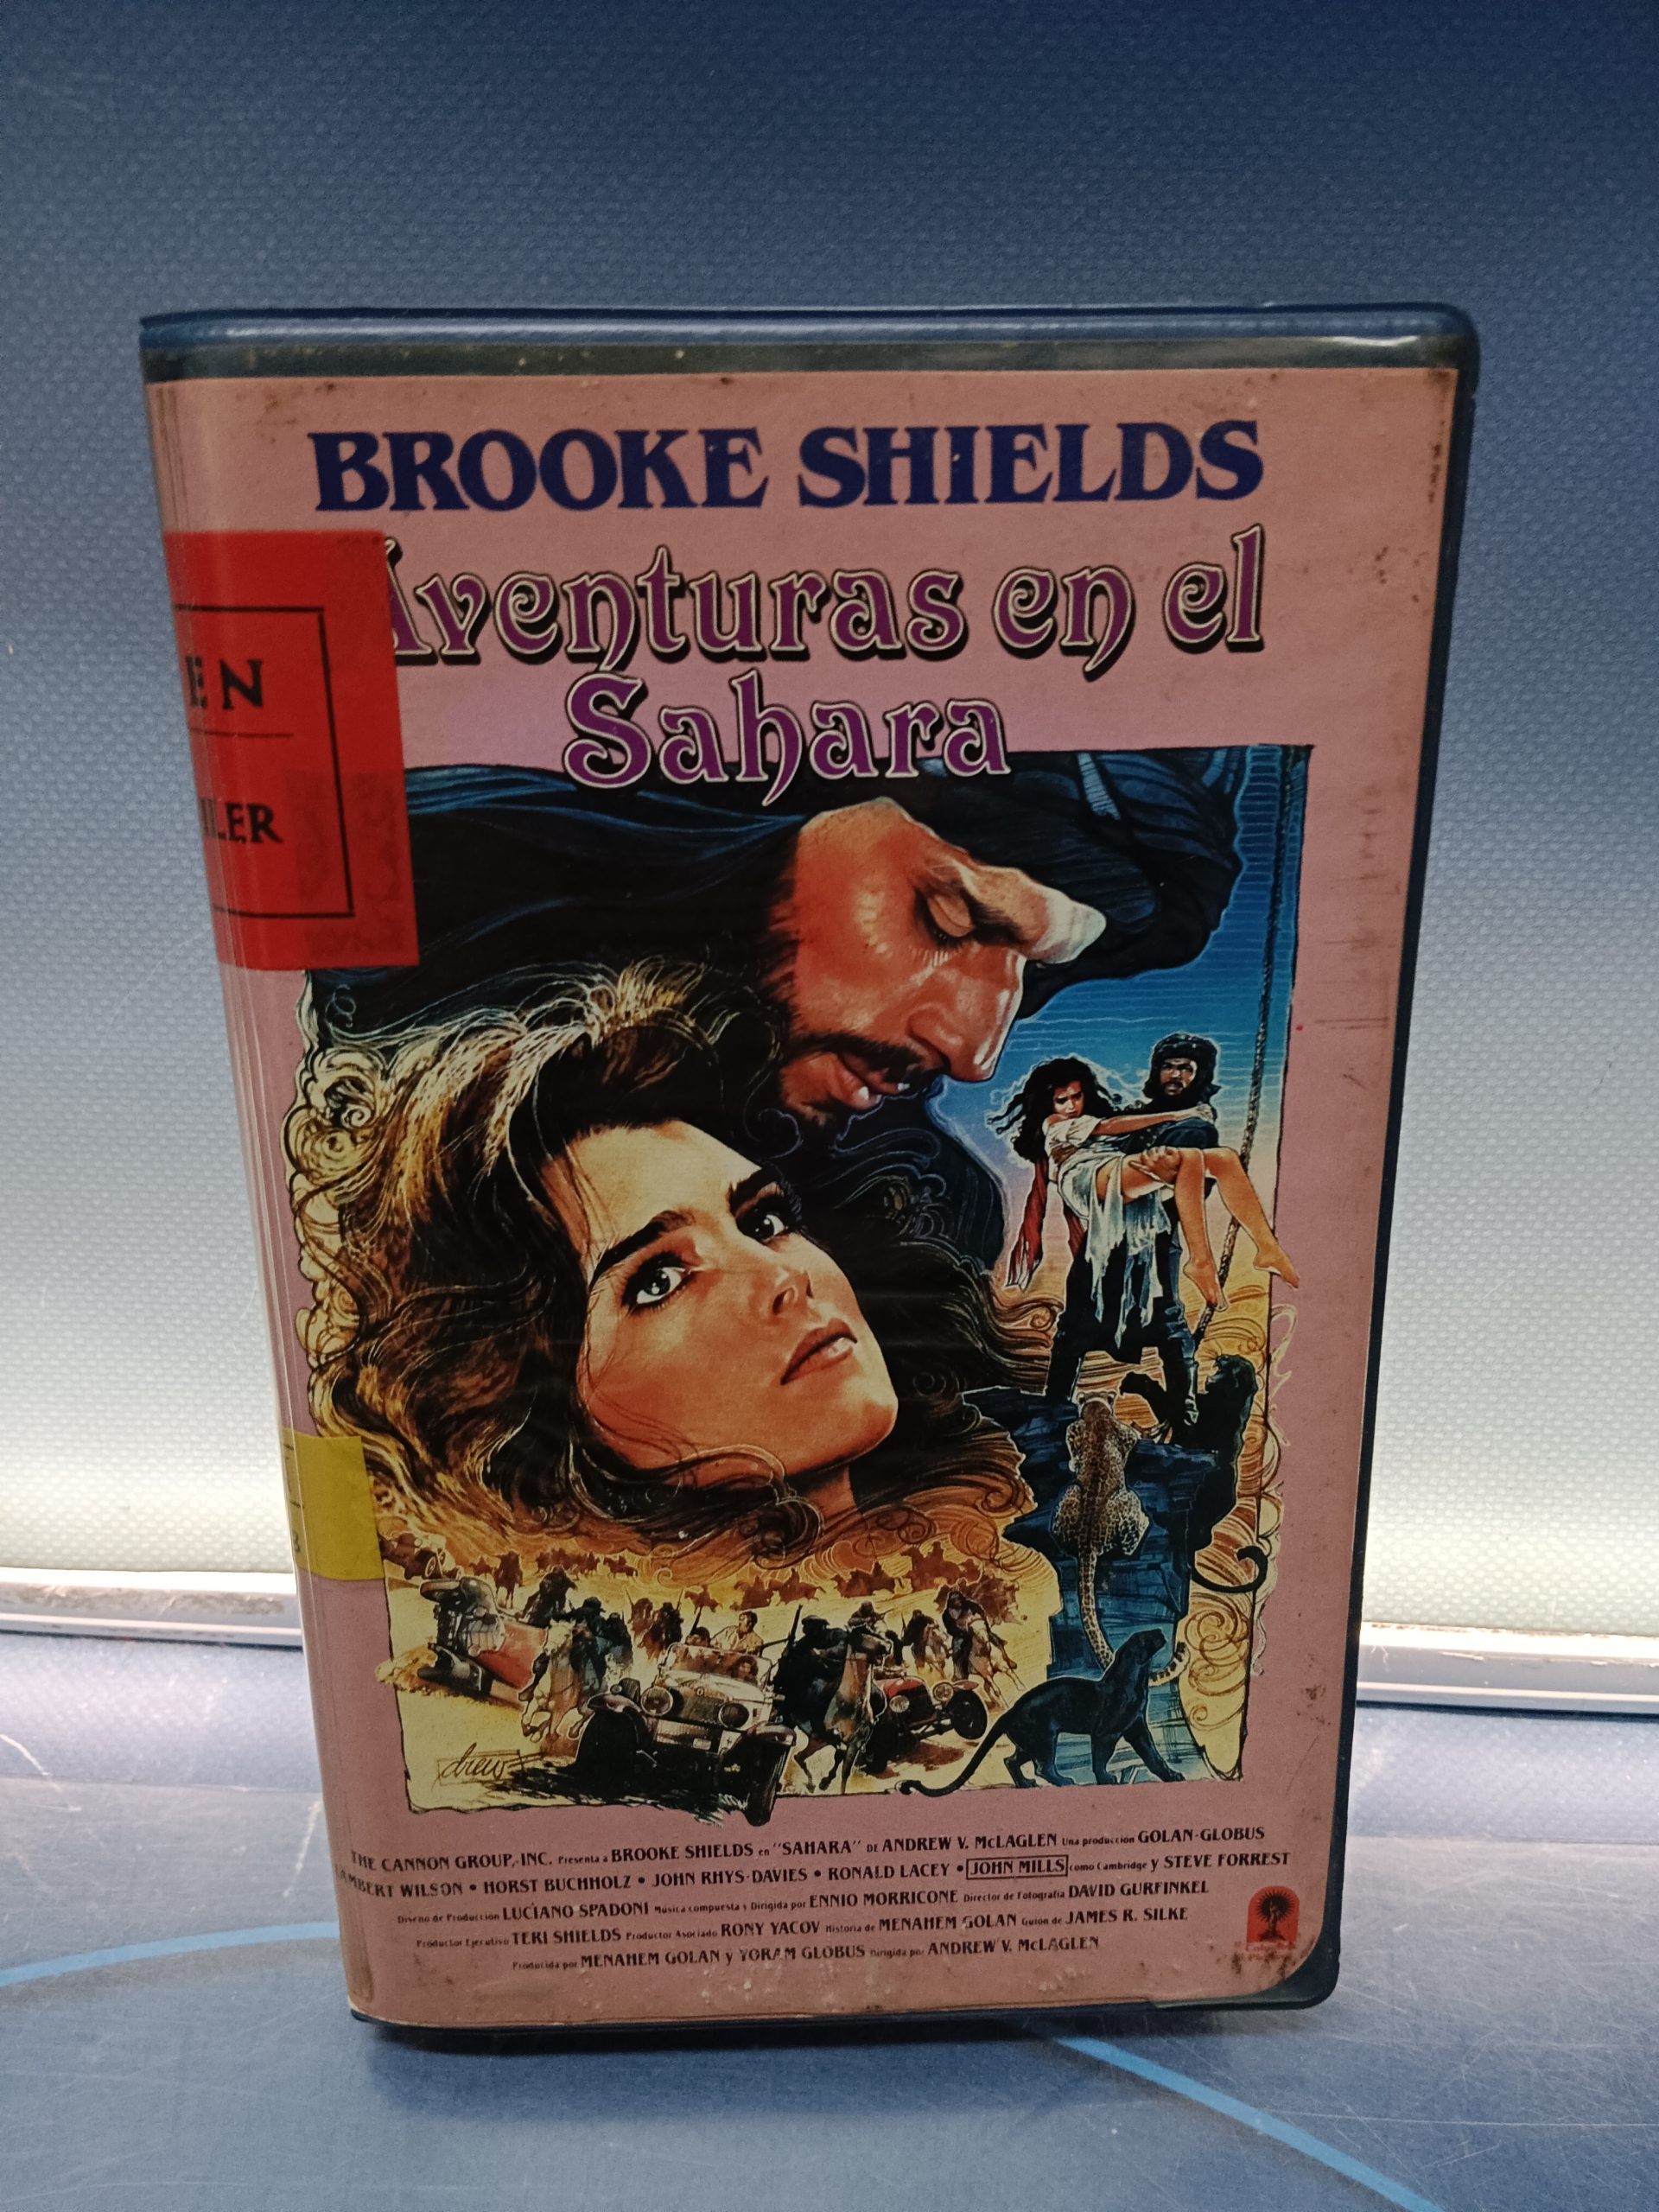 BROOKE SHIELDS
Aventuras en el
Sahara
EN
ILER
3
drew
THE CANNON GROUP, INC. Presenta a BROOKE SHIELDS en "SAHARA" DE ANDREW V. McLAGLEN Una producción GOLAN-GLOBUS
LAMBERT WILSON • HORST BUCHHOLZ • JOHN RHYS-DAVIES • RONALD LACEY • JOHN MILLS como Cambridge y STEVE FORREST
Diseño de Producción LUCIANO SPADONI Música compuesta y Dirigida por ENNIO MORRICONE Director de Fotografía DAVID GURFINKEL
Productor Ejecutivo TERI SHIELDS Productor Asociado RONY YACOV Historia de MENAHEM GOLAN Guión de JAMES R. SILKE
Producida por MENAHEM GOLAN y YORAM GLOBUS Dirigida por ANDREW V. McLAGLEN